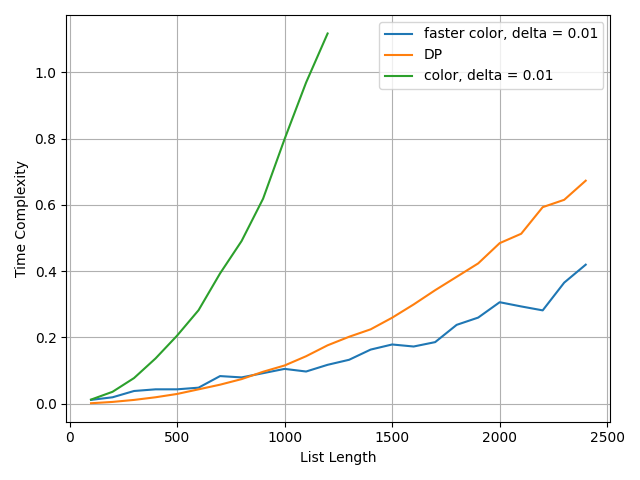 faster color, delta = 0.01
DP
color, delta = 0.01
1.0
0.8
0.6
0.4
0.2
0.0
Time Complexity
0 500 1000 1500 2000 2500
List Length